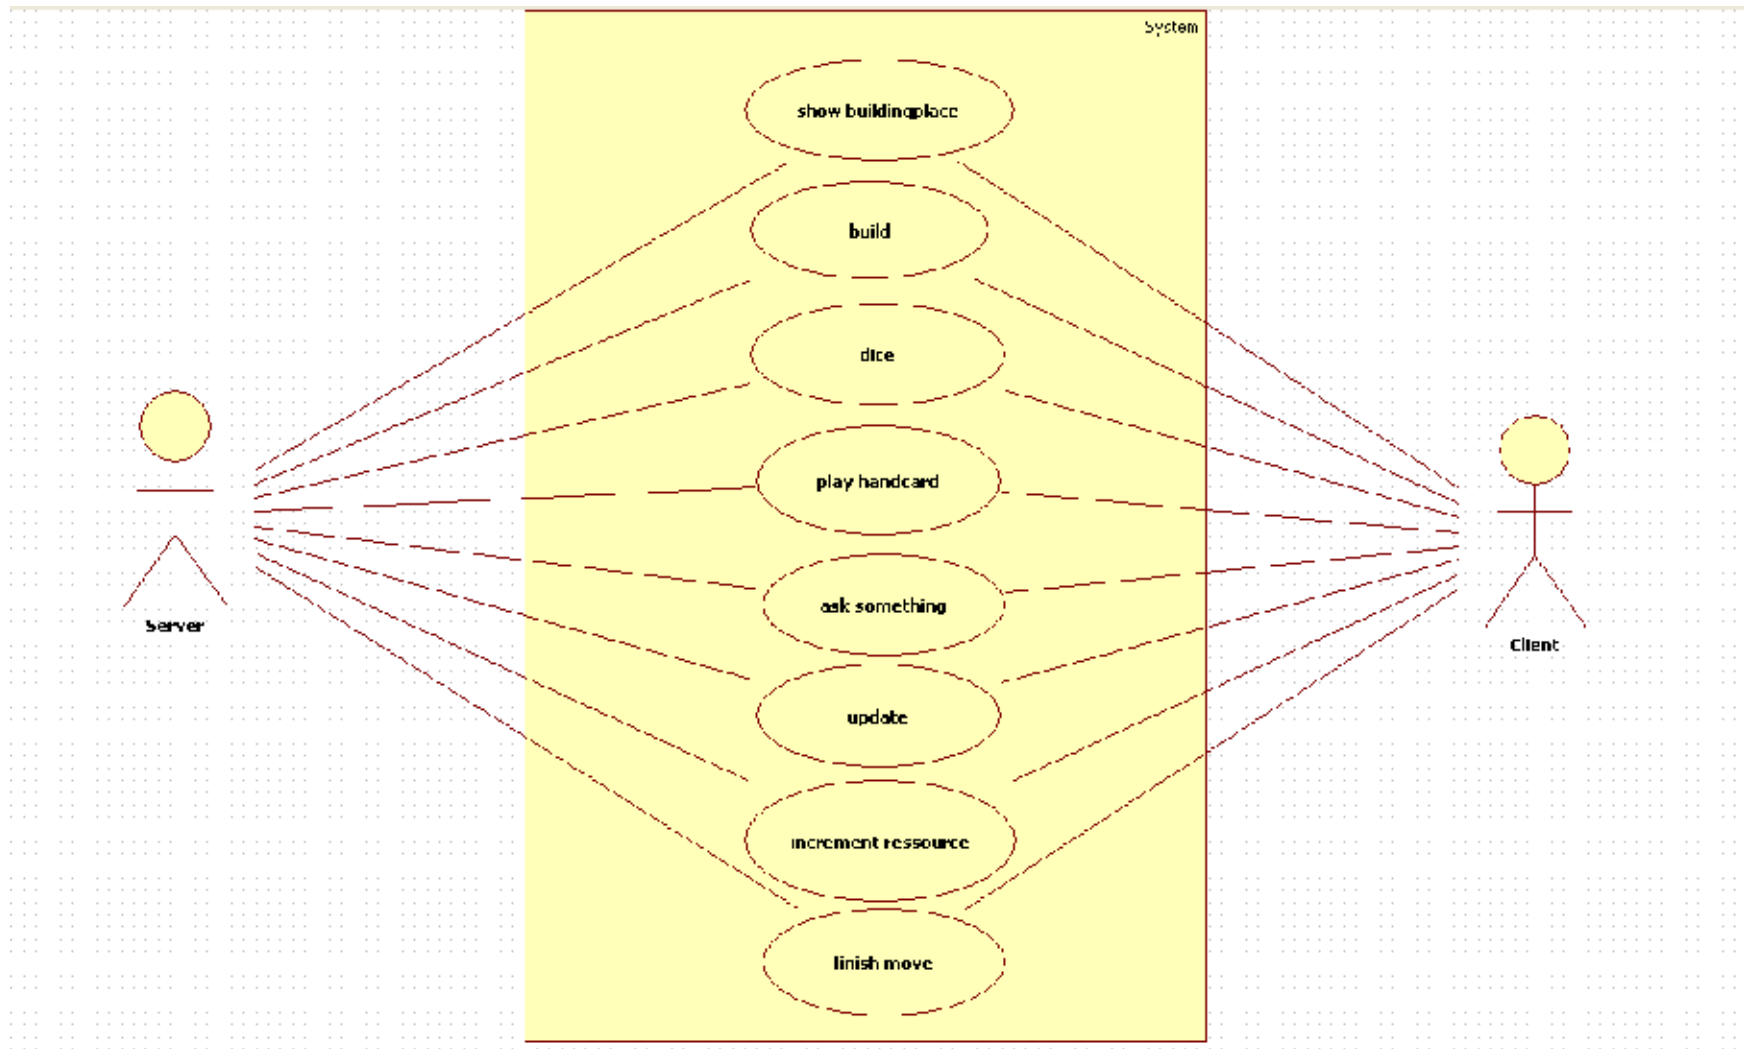 System
show buildingplace
build
dice
play handcard
ask something
update
increment ressource
finish move
Server
Client